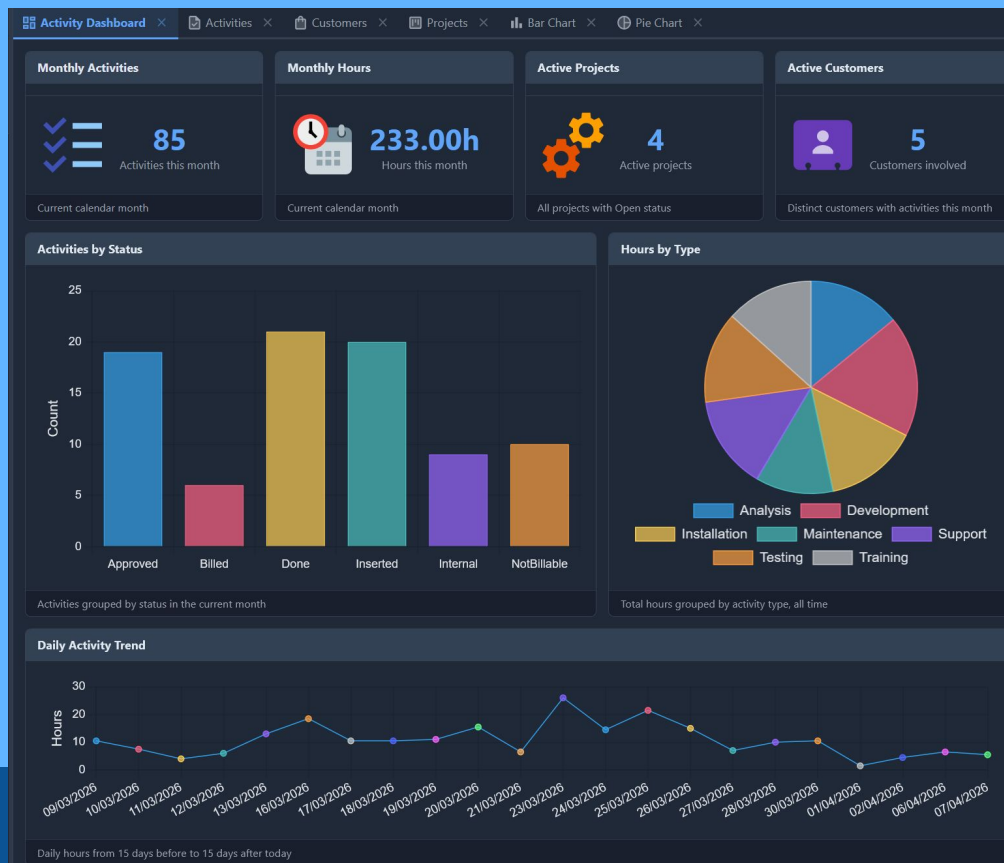 Activity Dashboard × Activities × Customers × Projects × Bar Chart × Pie Chart ×
Monthly Activities
85
Activities this month
Current calendar month
Monthly Hours
233.00h
Hours this month
Current calendar month
Active Projects
4
Active projects
All projects with Open status
Active Customers
5
Customers involved
Distinct customers with activities this month
Activities by Status
25
20
15
10
5
0
Count
Approved Billed Done Inserted Internal NotBillable
Activities grouped by status in the current month
Hours by Type
Analysis Development
Installation Maintenance Support
Testing Training
Total hours grouped by activity type, all time
Daily Activity Trend
30
20
10
0
Hours
09/03/2026 10/03/2026 11/03/2026 12/03/2026 13/03/2026 16/03/2026 17/03/2026 18/03/2026 19/03/2026 20/03/2026 21/03/2026 23/03/2026 24/03/2026 25/03/2026 26/03/2026 27/03/2026 28/03/2026 30/03/2026 01/04/2026 02/04/2026 06/04/2026 07/04/2026
Daily hours from 15 days before to 15 days after today